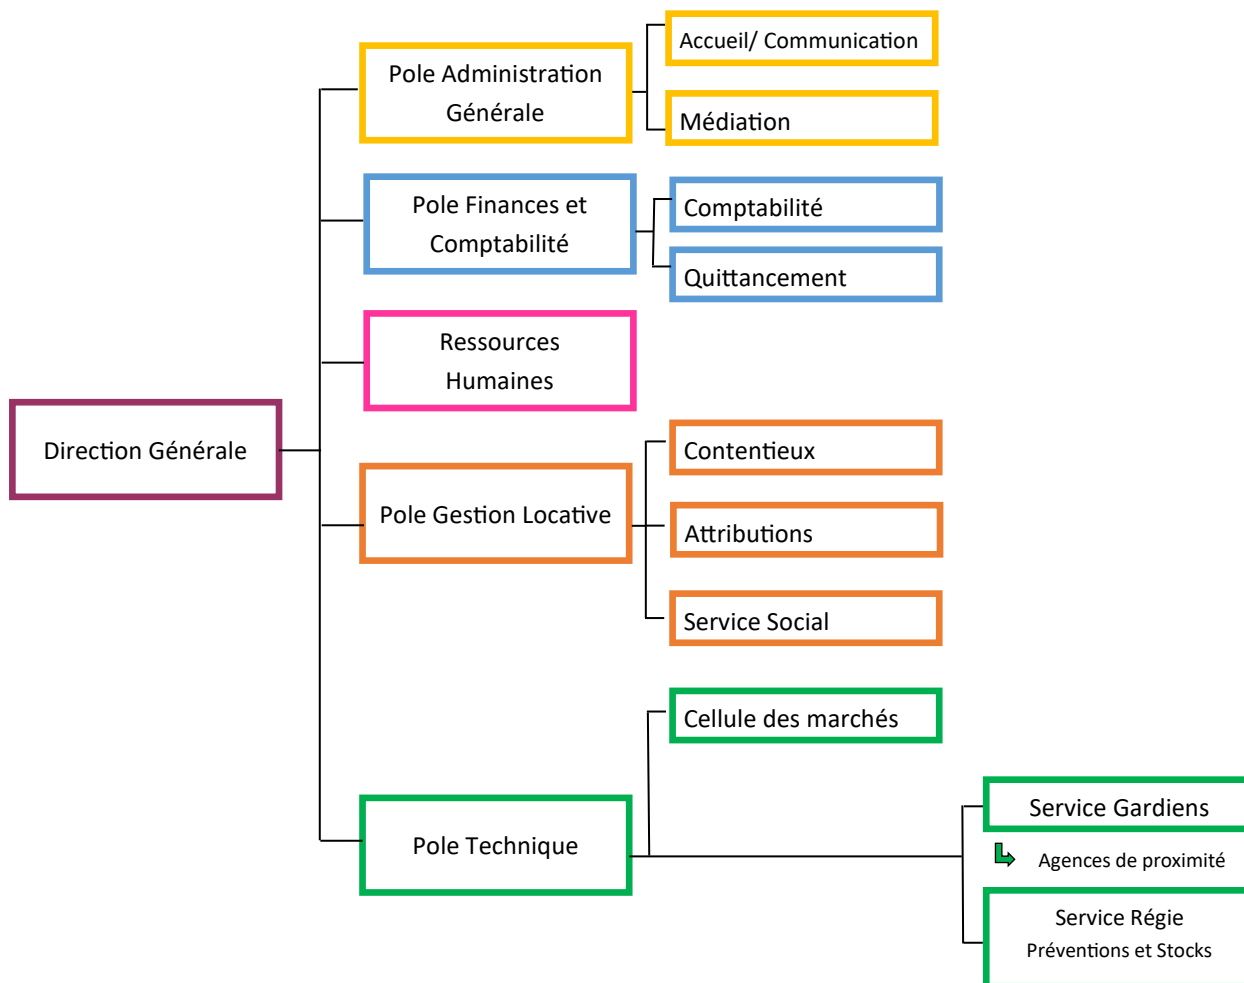 Accueil/ Communication
Pole Administration
Générale
Médiation
Pole Finances et
Comptabilité
Comptabilité
Quittancement
Ressources
Humaines
Direction Générale
Contentieux
Pole Gestion Locative
Attributions
Service Social
Cellule des marchés
Pole Technique
Service Gardiens
Agences de proximité
Service Régie
Préventions et Stocks